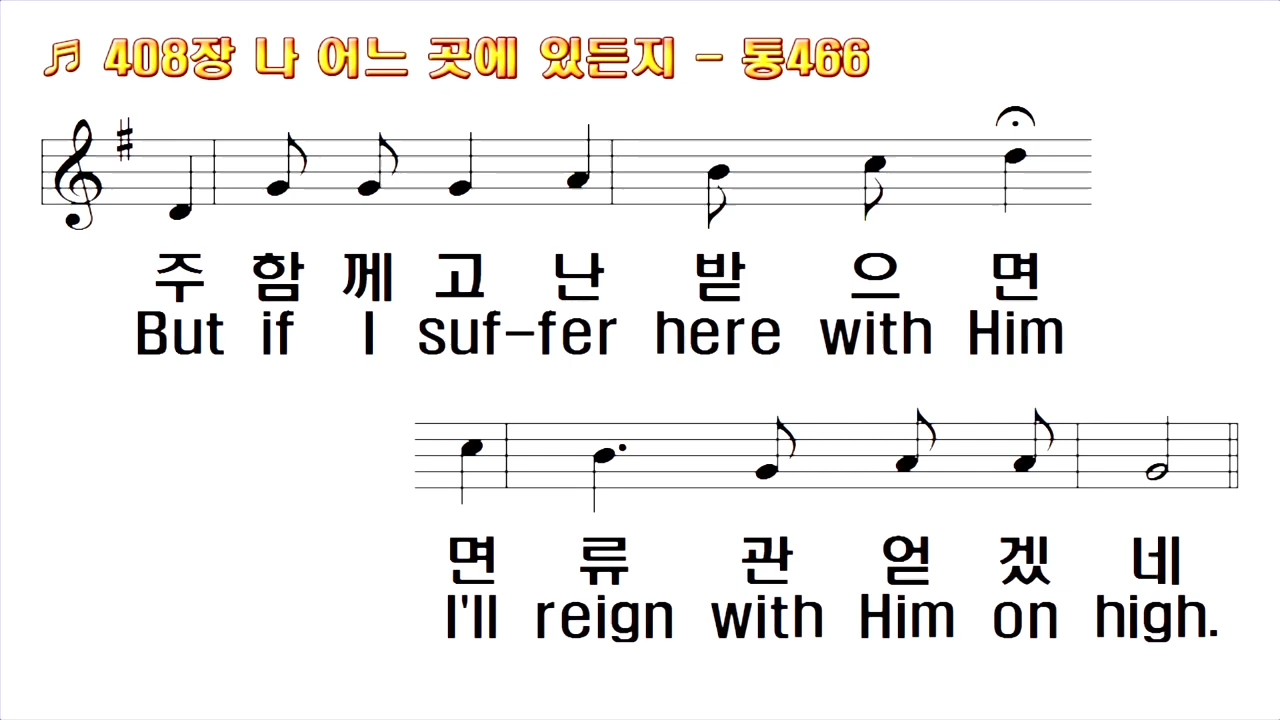 ♬ 408장 나 어느 곳에 있든지 - 통466
주 함 께 고 난 받 으 면
But if I suf-fer here with Him
면 류 관 얻 겠 네
I'll reign with Him on high.